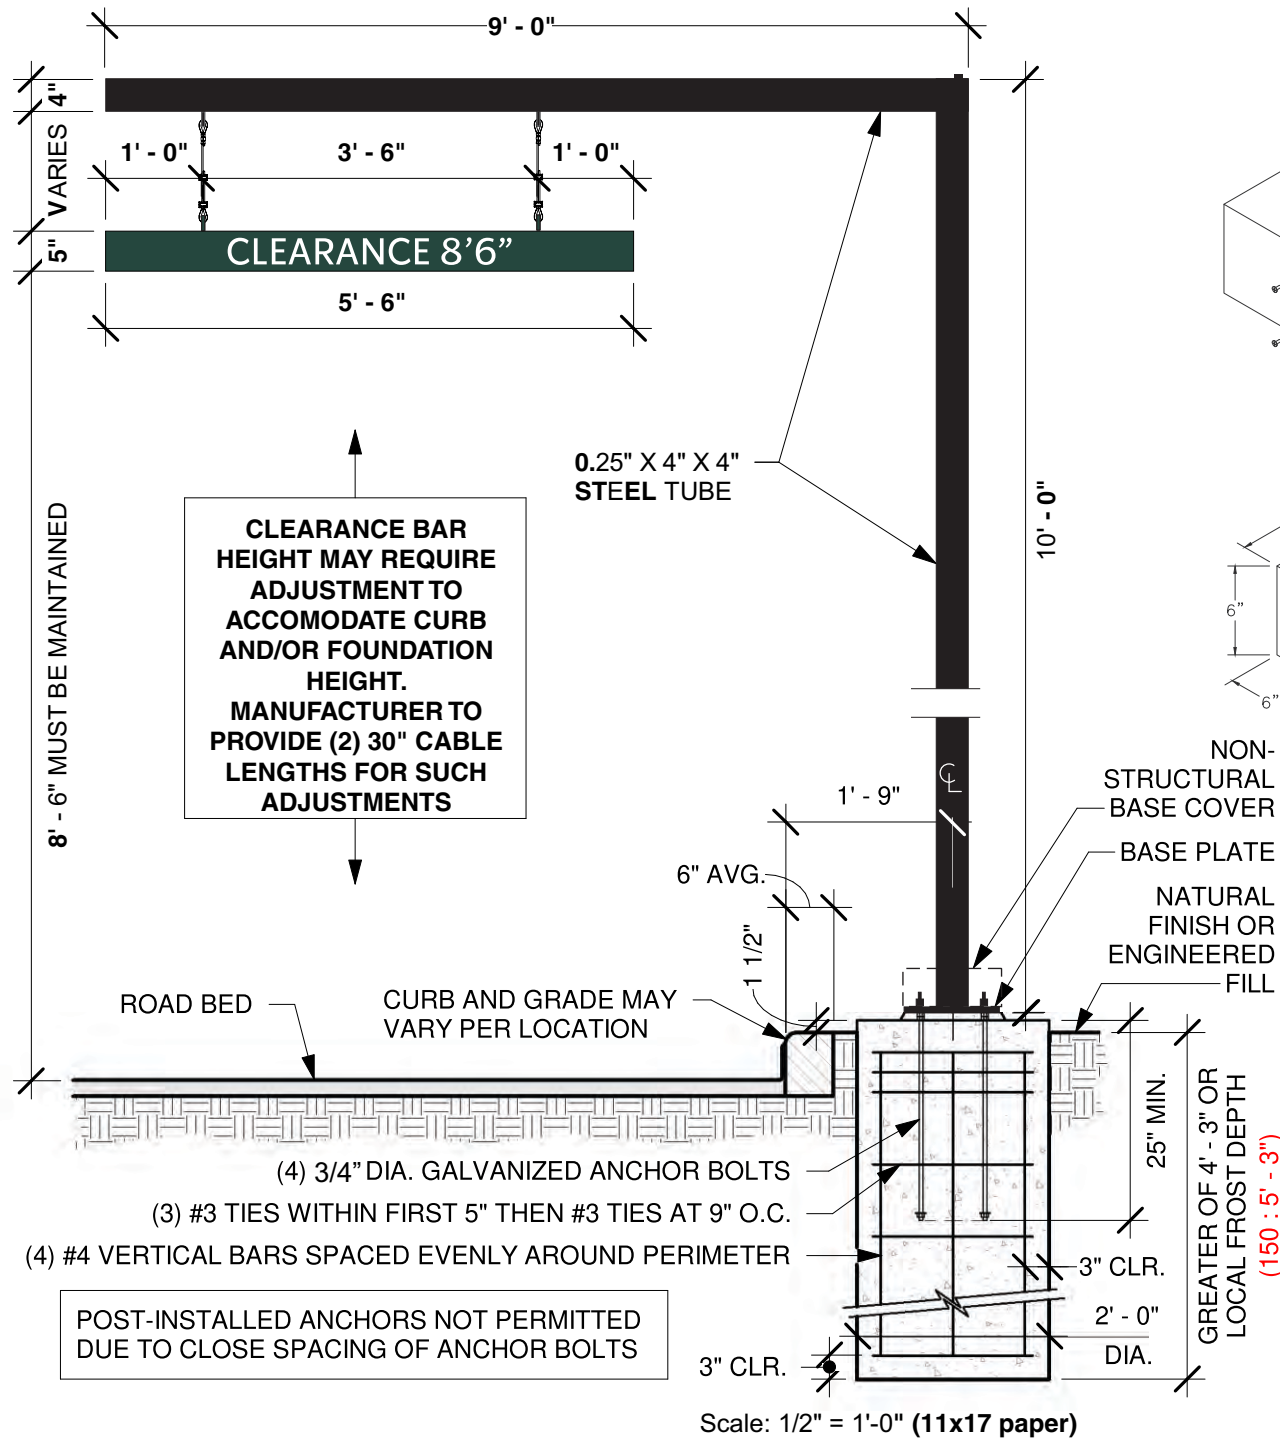 9' - 0"
4"
VARIES
5"
1' - 0"
3' - 6"
1' - 0"
CLEARANCE 8’6”
5' - 6"
8' - 6" MUST BE MAINTAINED
0.25" X 4" X 4"
STEEL TUBE
10' - 0"
CLEARANCE BAR
HEIGHT MAY REQUIRE
ADJUSTMENT TO
ACCOMODATE CURB
AND/OR FOUNDATION
HEIGHT.
MANUFACTURER TO
PROVIDE (2) 30" CABLE
LENGTHS FOR SUCH
ADJUSTMENTS
6"
6"
CL
1' - 9"
6" AVG.
1 1/2"
NON-
STRUCTURAL
BASE COVER
BASE PLATE
NATURAL
FINISH OR
ENGINEERED
FILL
ROAD BED
CURB AND GRADE MAY
VARY PER LOCATION
25" MIN.
GREATER OF 4' - 3" OR
LOCAL FROST DEPTH
(150 : 5' - 3")
(4) 3/4” DIA. GALVANIZED ANCHOR BOLTS
(3) #3 TIES WITHIN FIRST 5" THEN #3 TIES AT 9" O.C.
(4) #4 VERTICAL BARS SPACED EVENLY AROUND PERIMETER
3" CLR.
2' - 0"
DIA.
POST-INSTALLED ANCHORS NOT PERMITTED
DUE TO CLOSE SPACING OF ANCHOR BOLTS
3" CLR.
Scale: 1/2" = 1'-0" (11x17 paper)